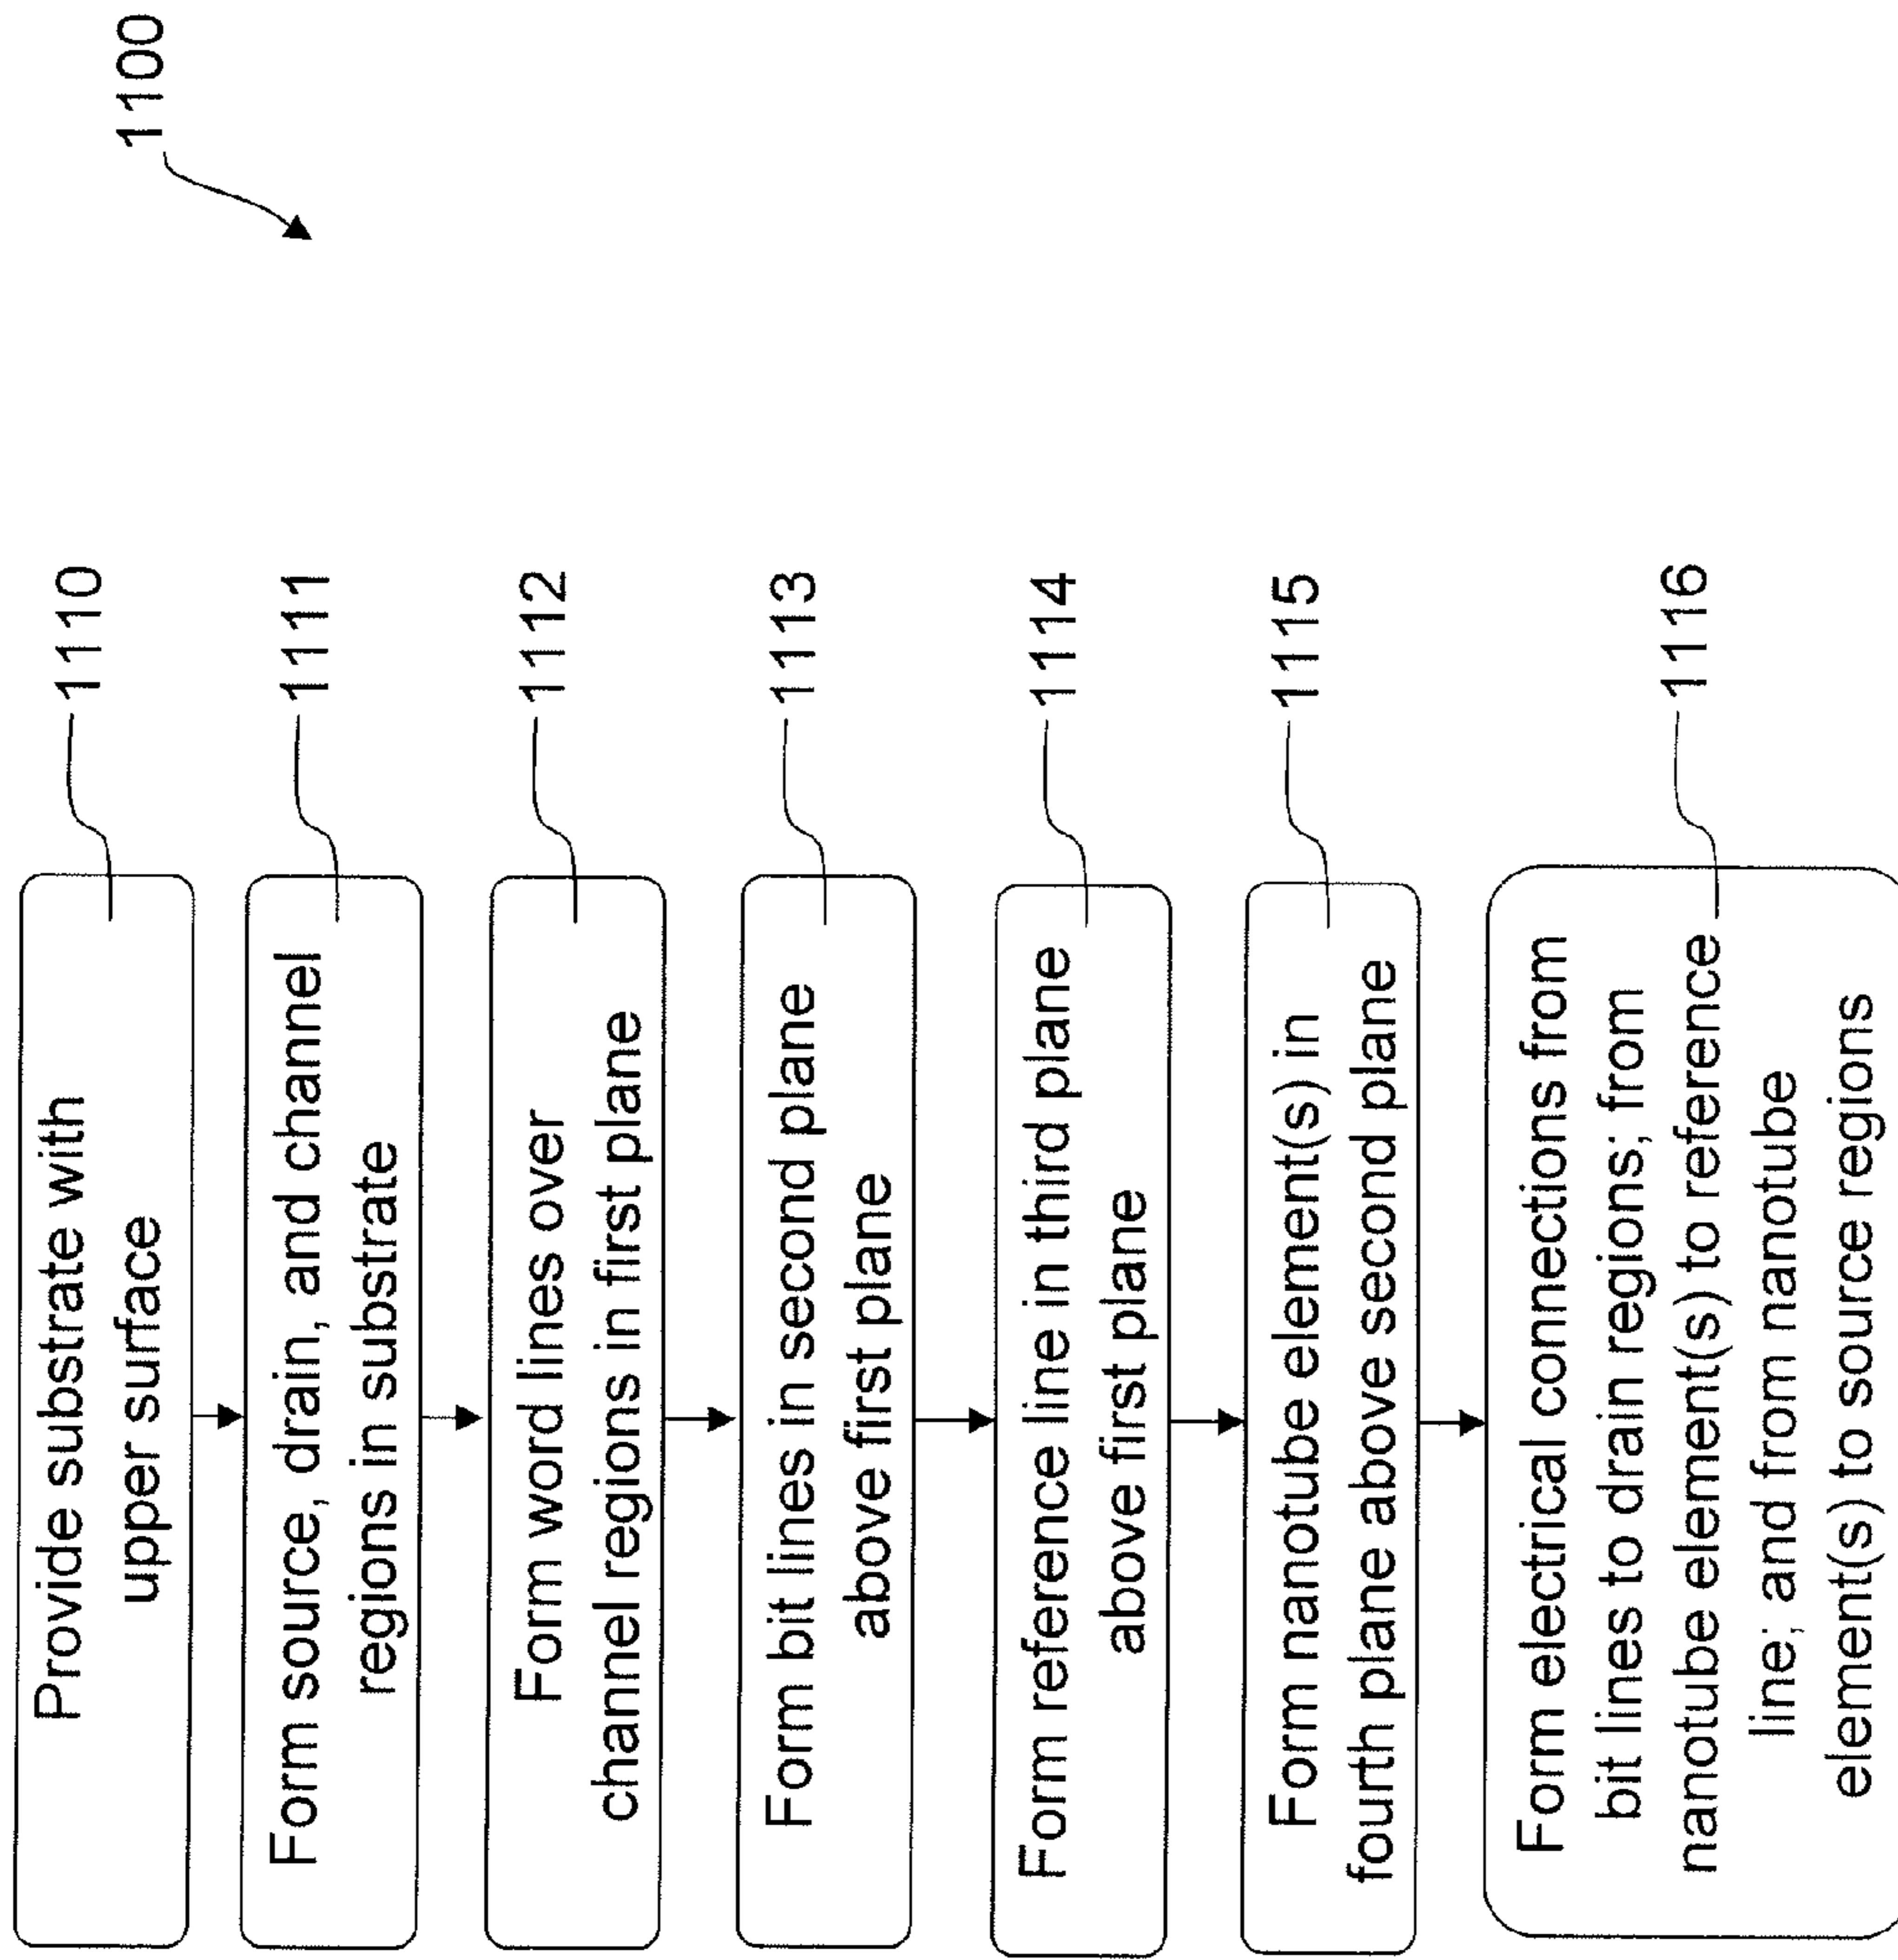 1100
Provide substrate with
upper surface
1110
Form source, drain, and channel
regions in substrate
1111
Form word lines over
channel regions in first plane
1112
Form bit lines in second plane
above first plane
1113
Form reference line in third plane
above first plane
1114
Form nanotube element(s) in
fourth plane above second plane
1115
Form electrical connections from
bit lines to drain regions; from
nanotube element(s) to reference
line; and from nanotube
element(s) to source regions
1116